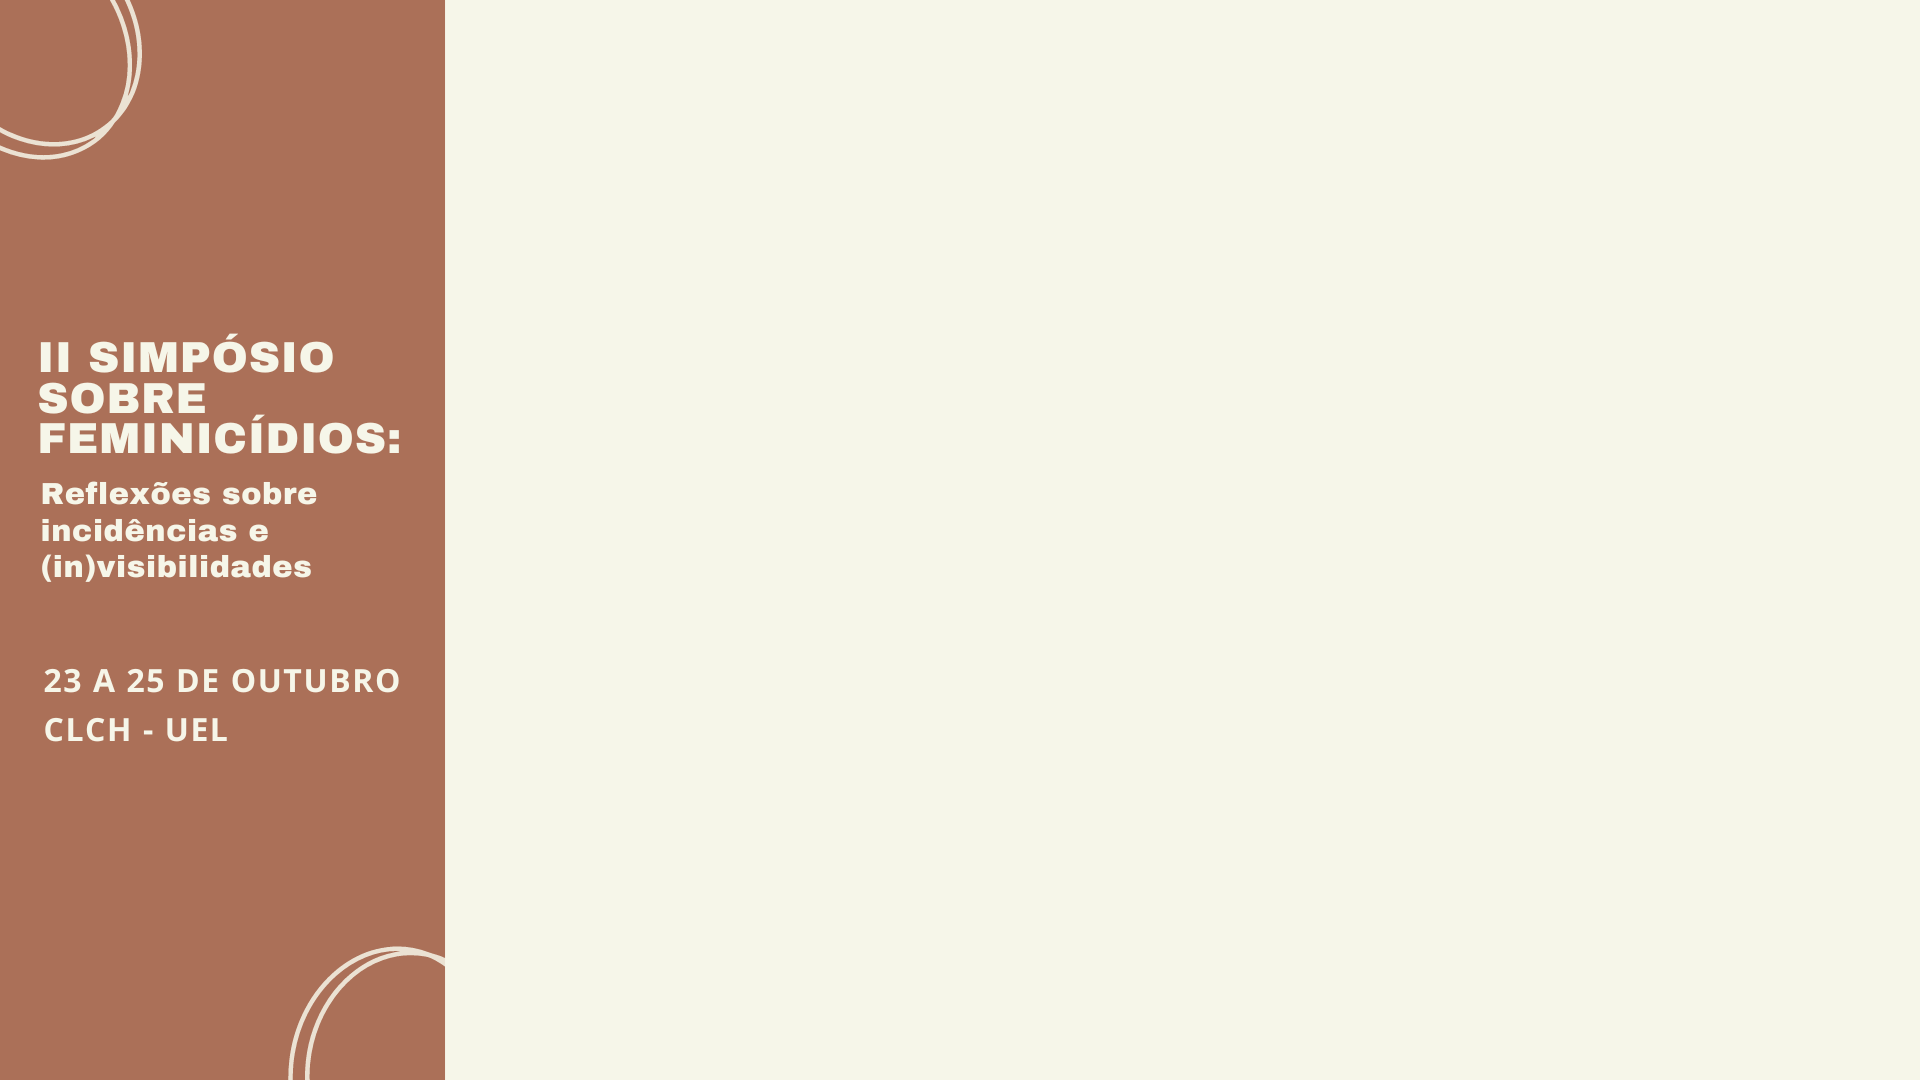 II SIMPÓSIO
SOBRE
FEMINICÍDIOS:
Reflexões sobre
incidências e
(in)visibilidades
23 A 25 DE OUTUBRO
CLCH - UEL